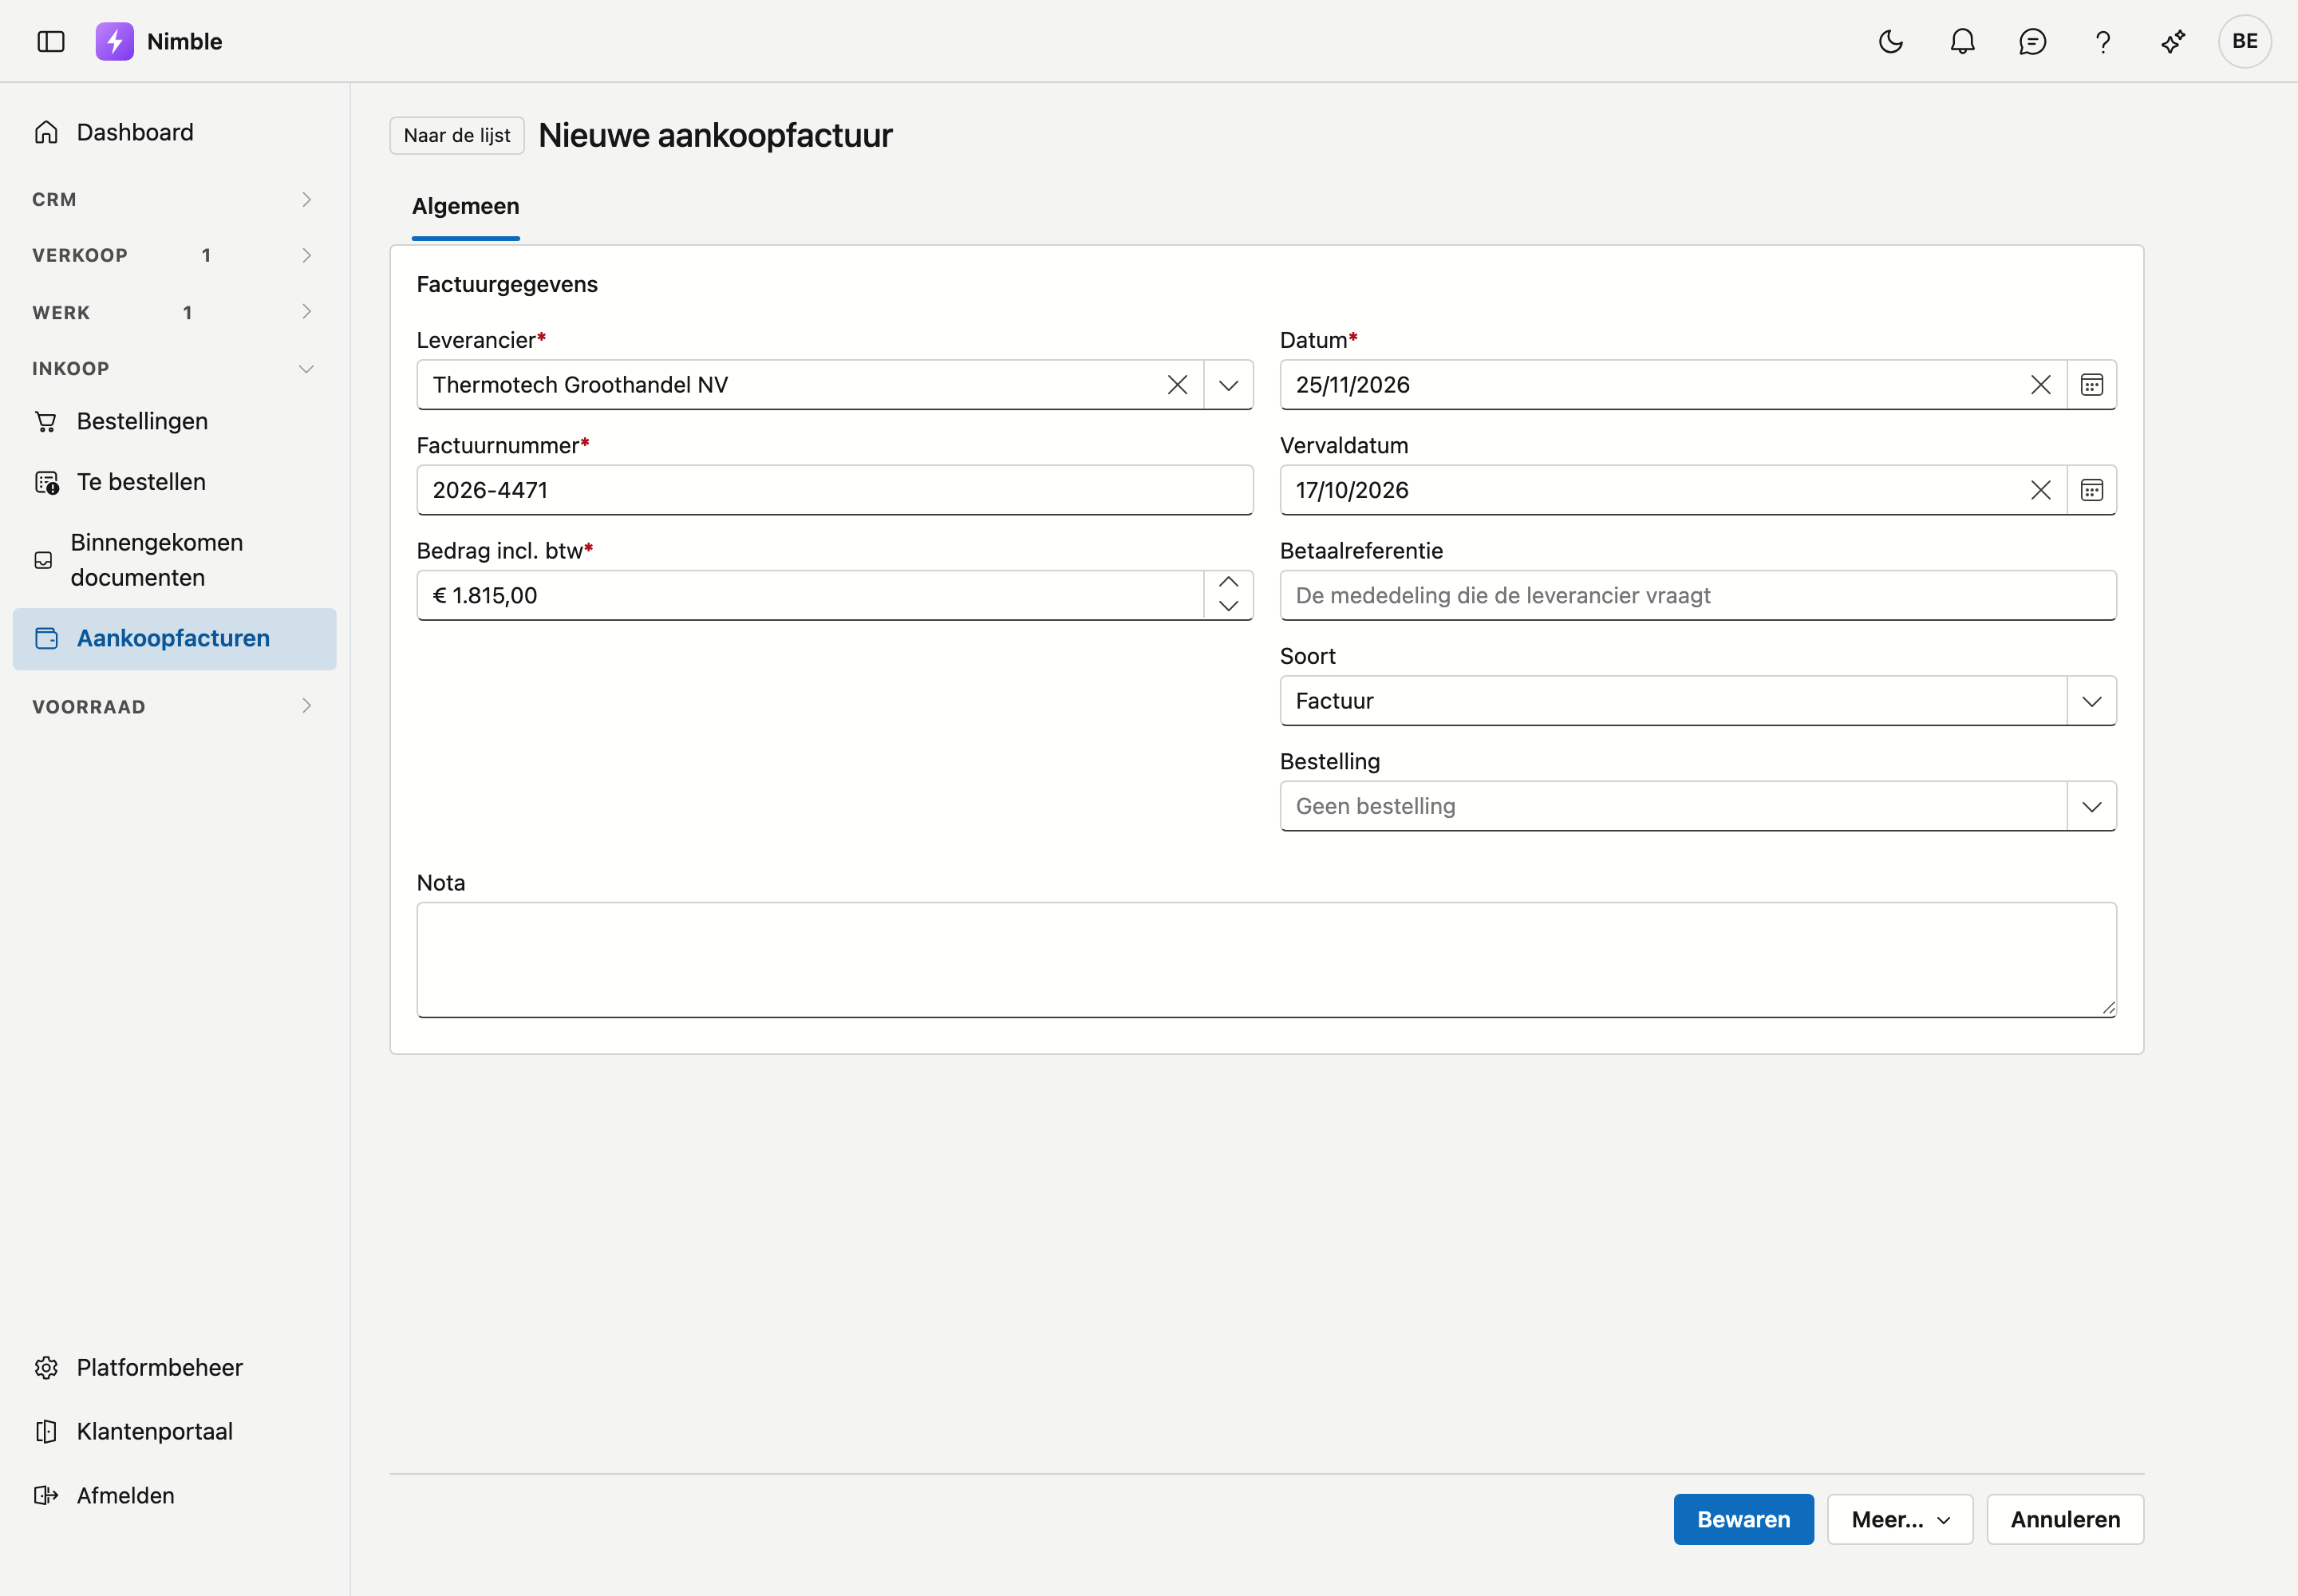 Nimble
BE
Dashboard
CRM
VERKOOP 1
WERK 1
INKOOP
Bestellingen
Te bestellen
Binnengekomen
documenten
Aankoopfacturen
VOORRAAD
Platformbeheer
Klantenportaal
Afmelden
Naar de lijst
Nieuwe aankoopfactuur
Algemeen
Factuurgegevens
Leverancier*
Thermotech Groothandel NV
Datum*
25/11/2026
Factuurnummer*
2026-4471
Vervaldatum
17/10/2026
Bedrag incl. btw*
€ 1.815,00
Betaalreferentie
De mededeling die de leverancier vraagt
Soort
Factuur
Bestelling
Geen bestelling
Nota
Bewaren
Meer...
Annuleren